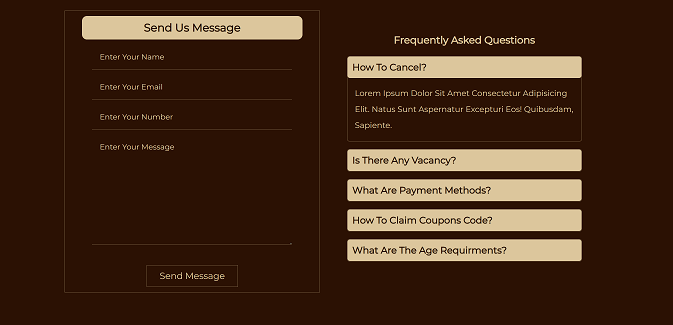 Send Us Message
Enter Your Name
Enter Your Email
Enter Your Number
Enter Your Message
Send Message
Frequently Asked Questions
How To Cancel?
Lorem Ipsum Dolor Sit Amet Consectetur Adipisicing
Elit. Natus Sunt Aspernatur Excepturi Eos! Quibusdam,
Sapiente.
Is There Any Vacancy?
What Are Payment Methods?
How To Claim Coupons Code?
What Are The Age Requirments?